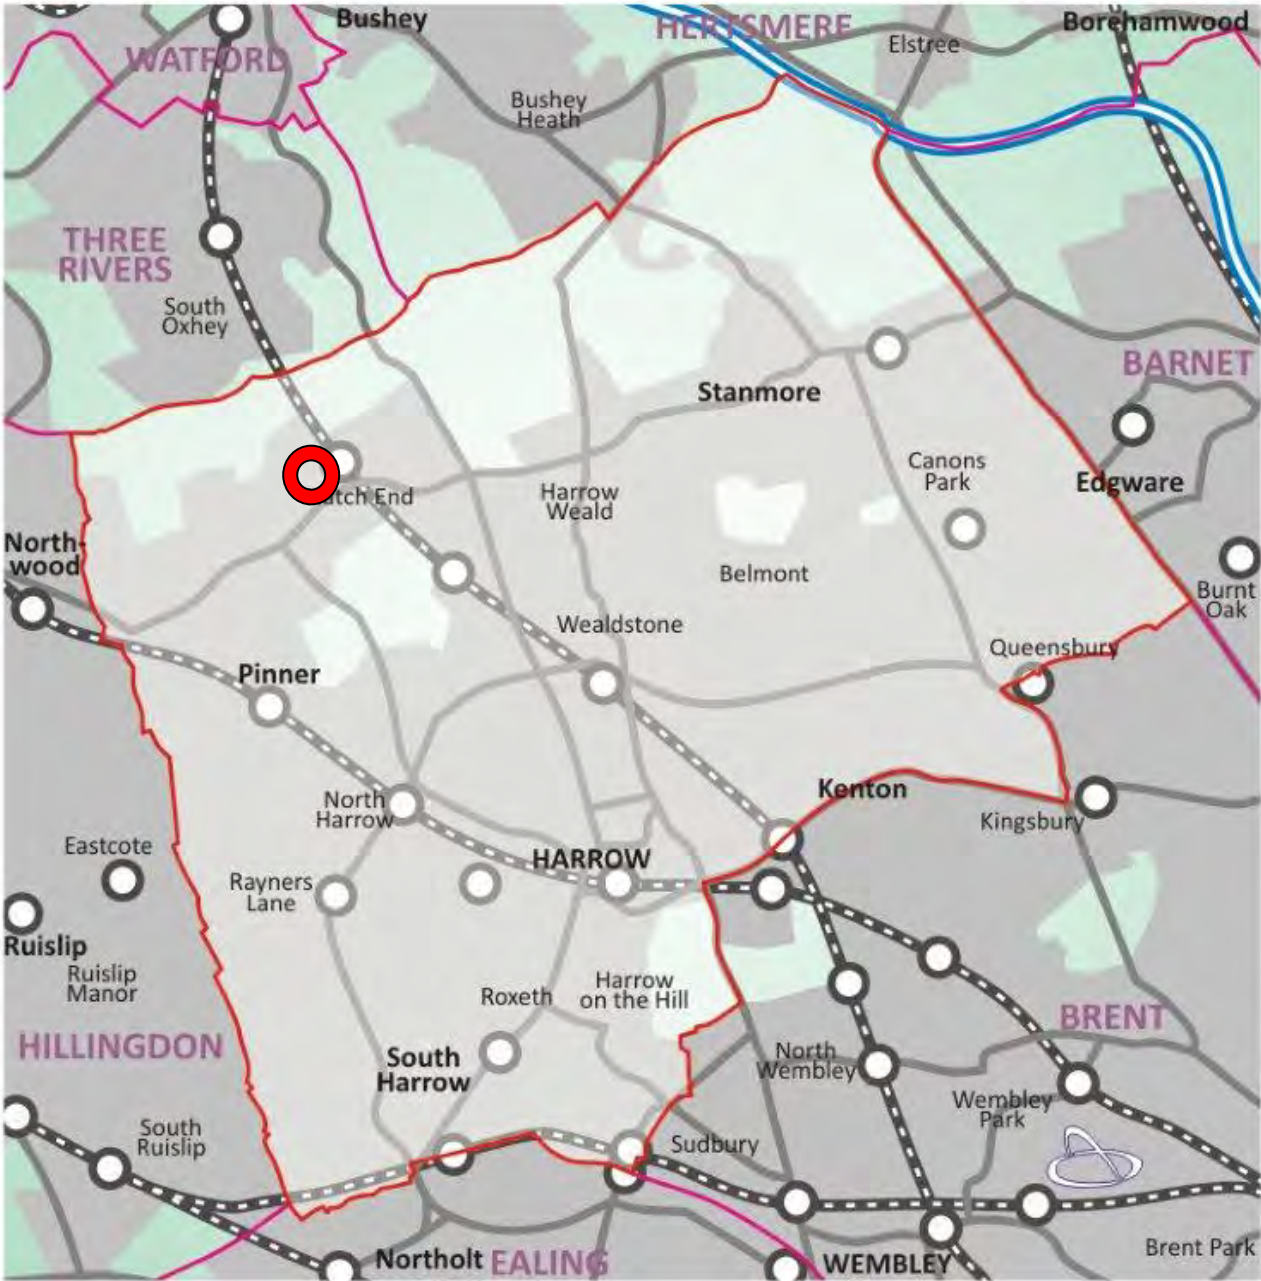 Bushey
HERTSMERE
Borehamwood
WATFORD
Elstree
Bushey
Heath
THREE
RIVERS
South
Oxhey
BARNET
Stanmore
Canons
Park
Edgware
atch End
Harrow
Weald
North-
wood
Belmont
Burnt
Oak
Wealdstone
Queensbury
Pinner
North
Harrow
Kenton
Kingsbury
Eastcote
HARROW
Rayners
Lane
Ruislip
Ruislip
Manor
Roxeth
Harrow
on the Hill
HILLINGDON
BRENT
South
Harrow
North
Wembley
Wembley
Park
South
Ruislip
Sudbury
Northolt
EALING
WEMBLEY
Brent Park